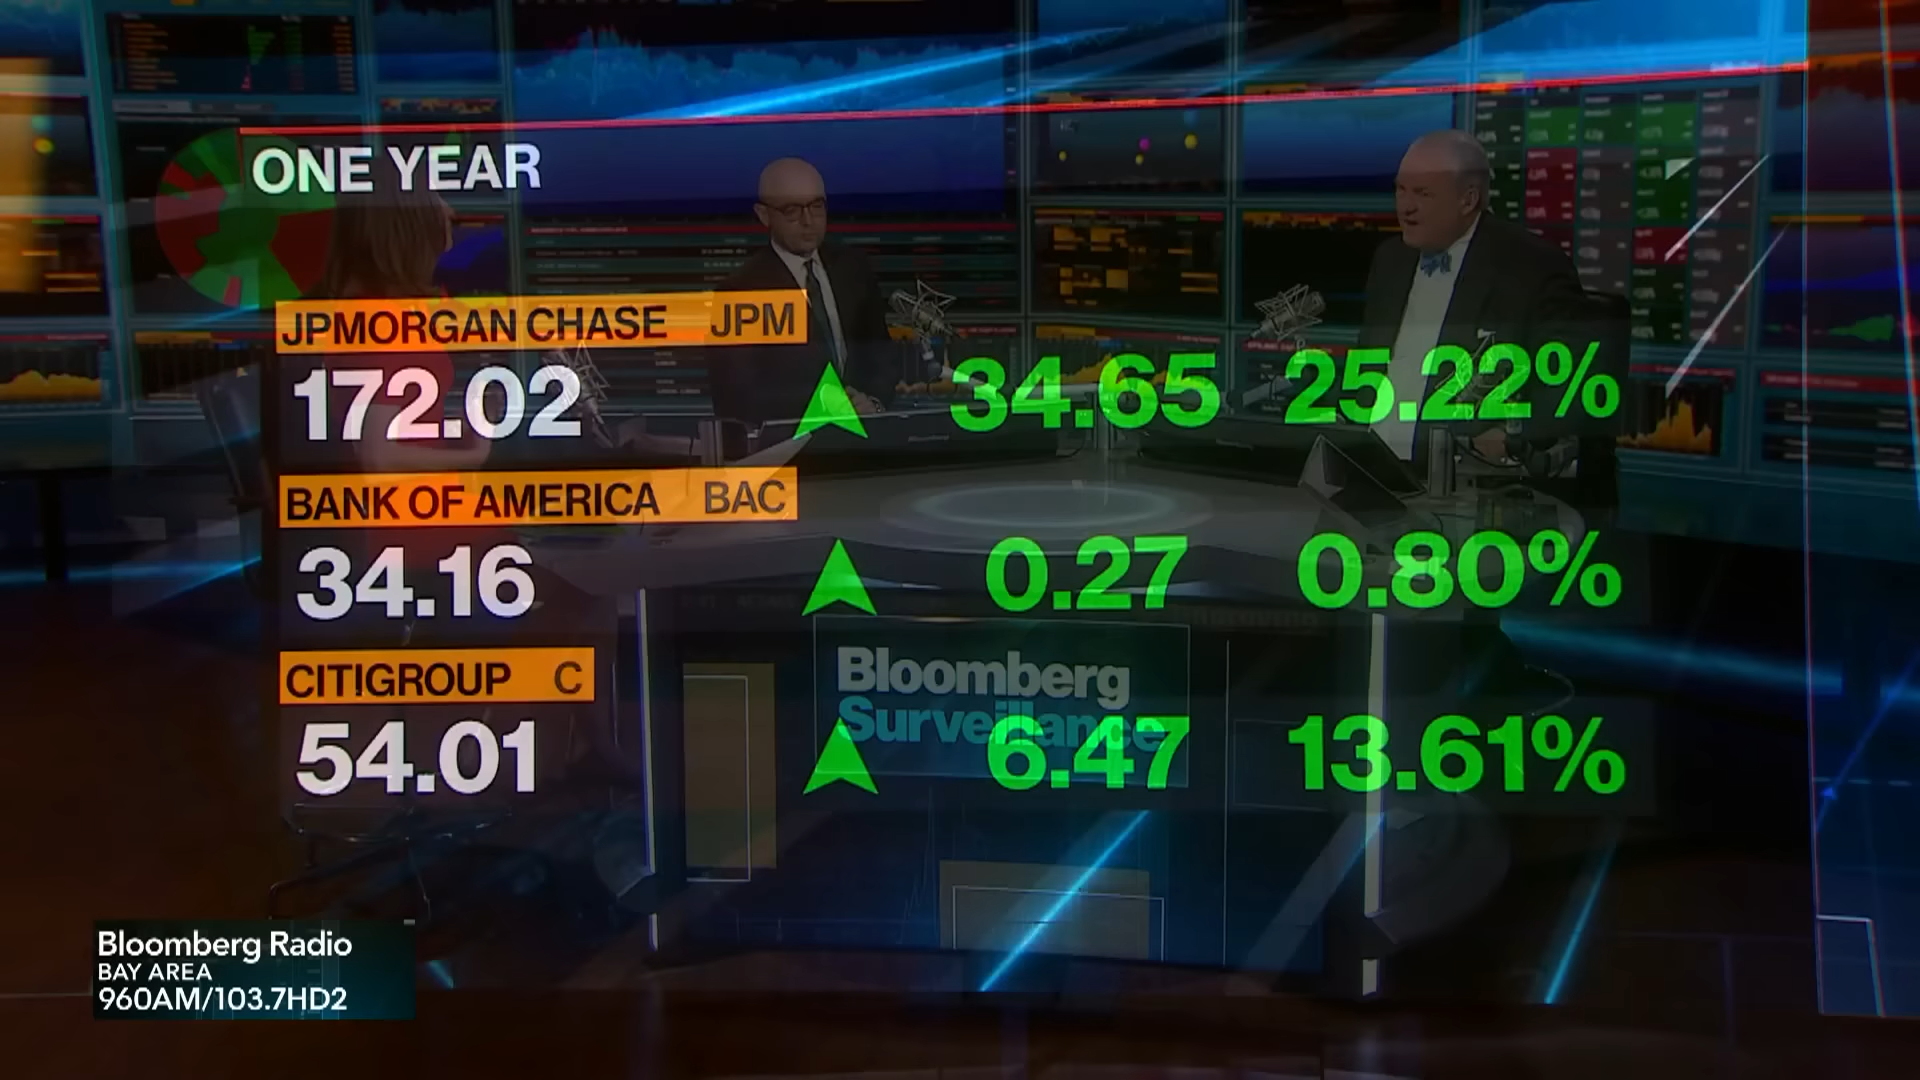 ONE YEAR
JPMORGAN CHASE JPM
172.02 ▲ 34.65 25.22%
BANK OF AMERICA BAC
34.16 ▲ 0.27 0.80%
CITIGROUP C
54.01 ▲ 6.47 13.61%
Bloomberg
Surveillance
Bloomberg Radio
BAY AREA
960AM/103.7HD2